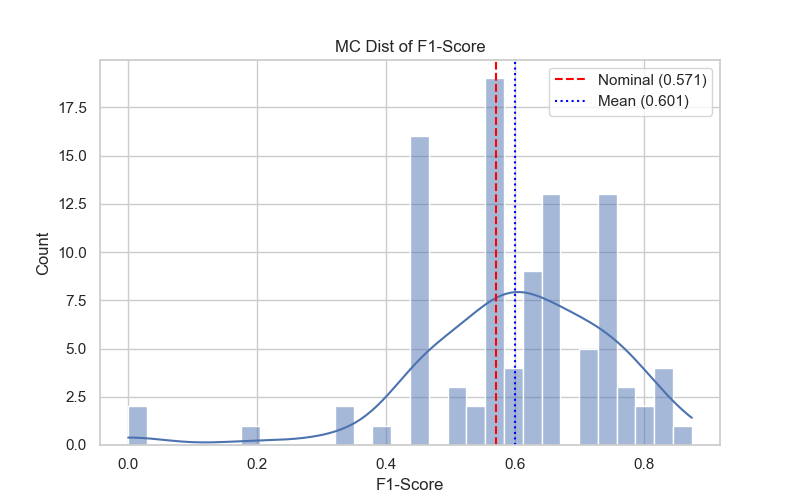 MC Dist of F1-Score
Nominal (0.571)
Mean (0.601)
17.5
15.0
12.5
10.0
7.5
5.0
2.5
0.0
Count
0.0 0.2 0.4 0.6 0.8
F1-Score